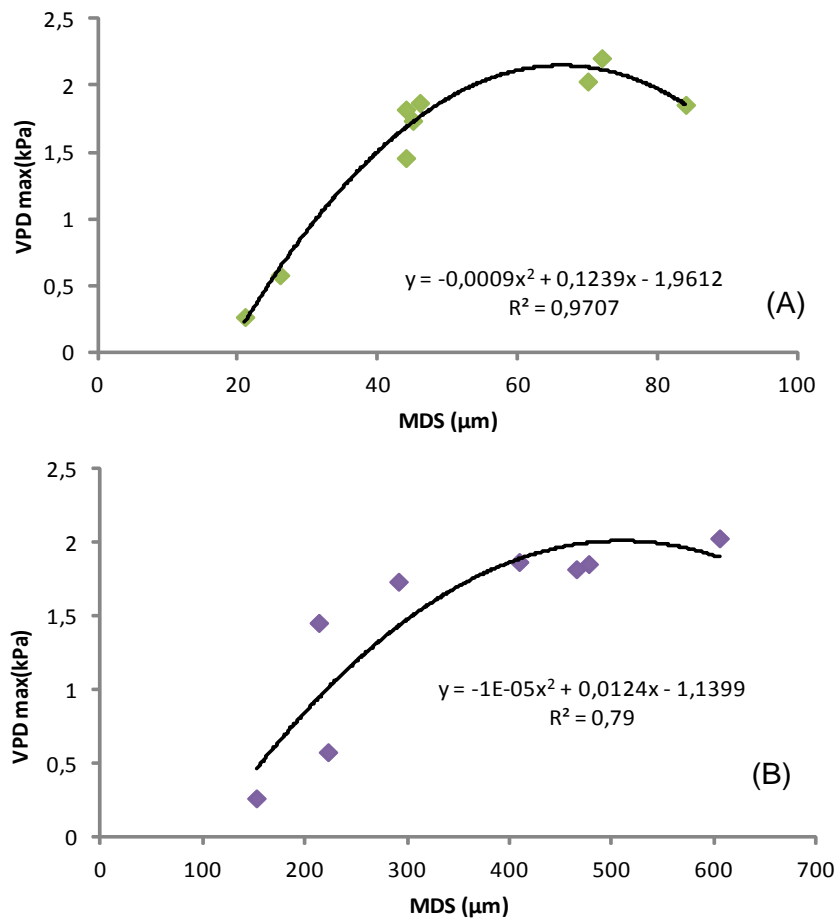 2,5
2
1,5
1
0,5
0
VPD max(kPa)
y = -0,0009x² + 0,1239x - 1,9612
R² = 0,9707
(A)
0 20 40 60 80 100
MDS (µm)
2,5
2
1,5
1
0,5
0
VPD max(kPa)
y = -1E-05x² + 0,0124x - 1,1399
R² = 0,79
(B)
0 100 200 300 400 500 600 700
MDS (µm)